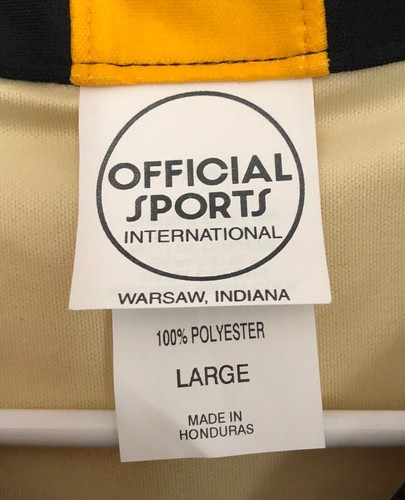 OFFICIAL
SPORTS
INTERNATIONAL
WARSAW, INDIANA
100% POLYESTER
LARGE
MADE IN
HONDURAS